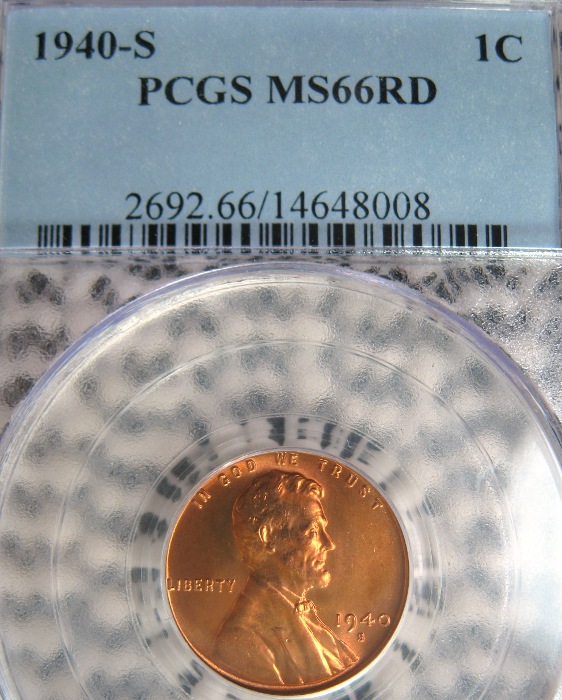 1940-S 1C
PCGS MS66RD
2692.66/14648008
IN GOD WE TRUST
LIBERTY
1940
S